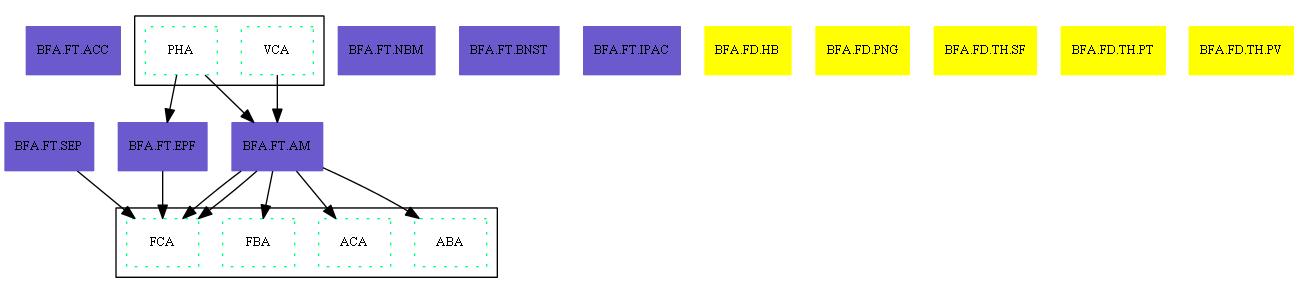 BFA.FT.ACC
PHA
VCA
BFA.FT.NBM
BFA.FT.BNST
BFA.FT.IPAC
BFA.FD.HB
BFA.FD.PNG
BFA.FD.TH.SF
BFA.FD.TH.PT
BFA.FD.TH.PV
BFA.FT.SEP
BFA.FT.EPF
BFA.FT.AM
FCA
FBA
ACA
ABA